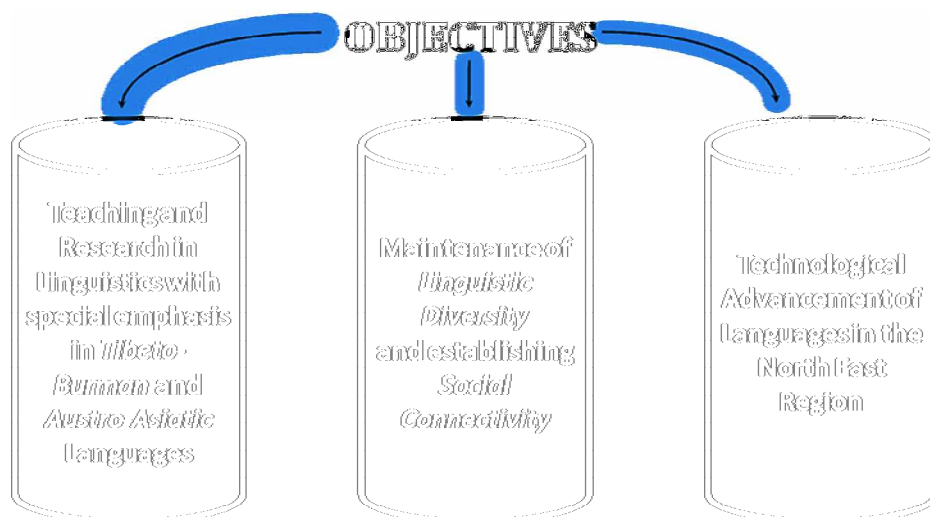 OBJECTIVES
Teaching and
Research in
Linguistics with
special emphasis
in Tibeto -
Burman and
Austro Asiatic
Languages
Maintenance of
Linguistic
Diversity
and establishing
Social
Connectivity
Technological
Advancement of
Languages in the
North East
Region